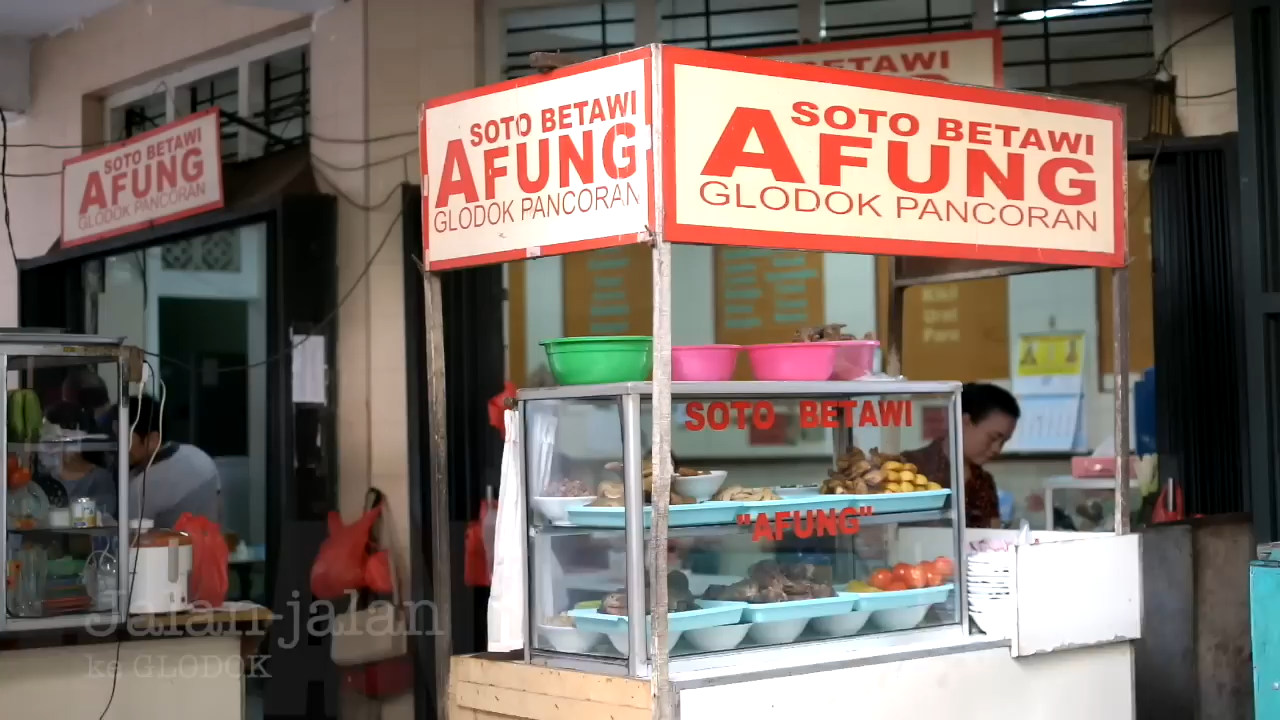 SOTO BETAWI
AFUNG
GLODOK PANCORAN
SOTO BETAWI
AFUNG
GLODOK PANCORAN
SOTO BETAWI
AFUNG
GLODOK PANCORAN
BETAWI
SOTO BETAWI
"AFUNG"
Jalan-jalan
ke GLODOK